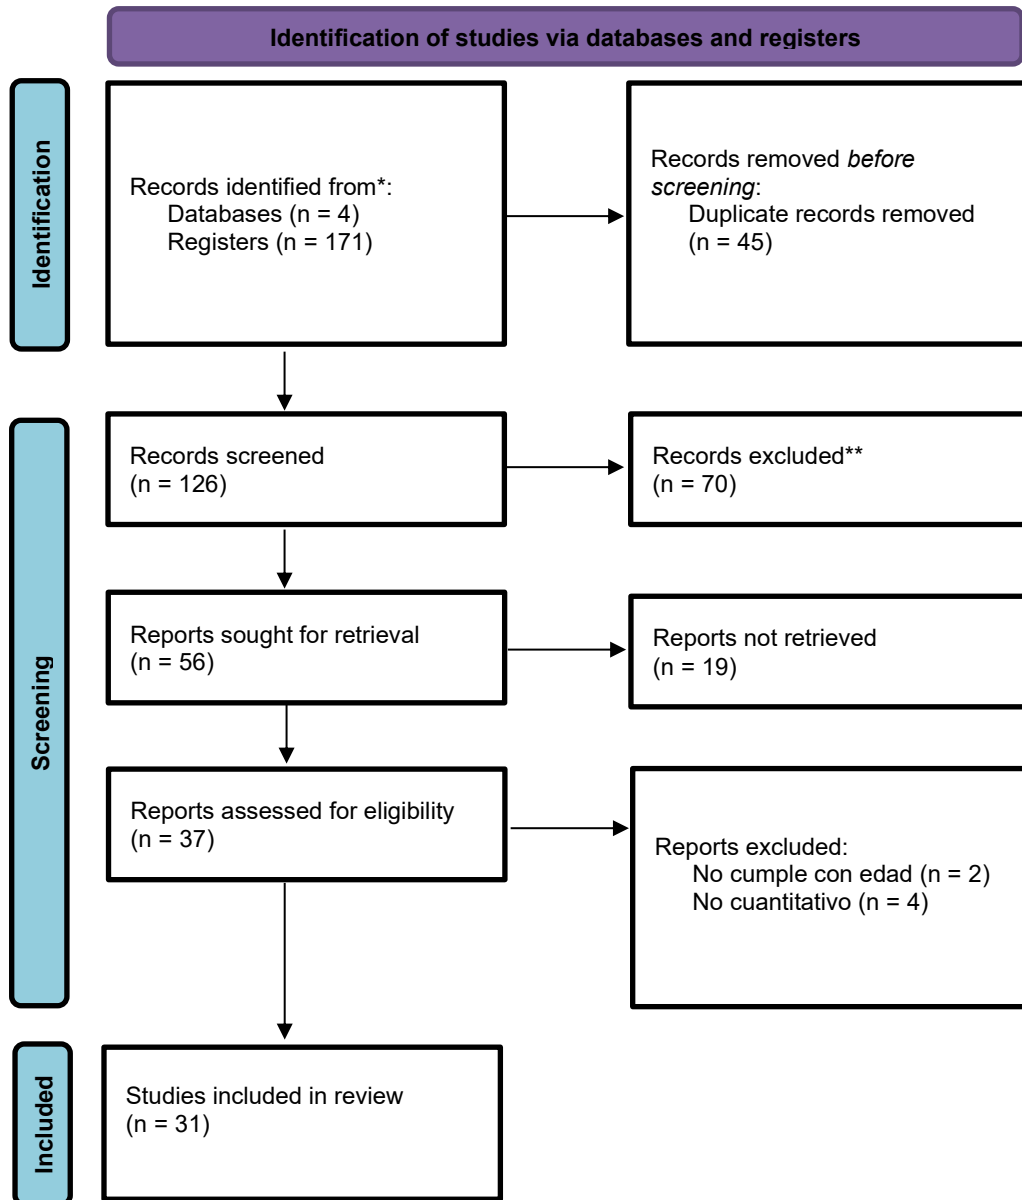 Identification of studies via databases and registers
Identification
Records identified from*:
Databases (n = 4)
Registers (n = 171)
Records removed before
screening:
Duplicate records removed
(n = 45)
Screening
Records screened
(n = 126)
Records excluded**
(n = 70)
Reports sought for retrieval
(n = 56)
Reports not retrieved
(n = 19)
Reports assessed for eligibility
(n = 37)
Reports excluded:
No cumple con edad (n = 2)
No cuantitativo (n = 4)
Included
Studies included in review
(n = 31)